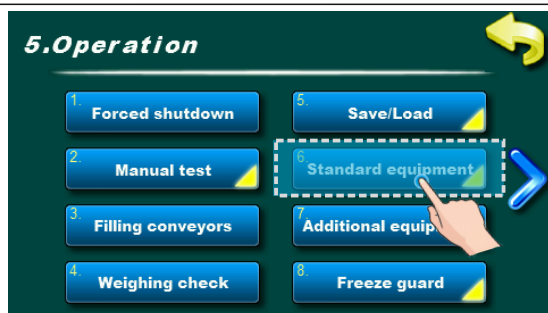 5.Operation
1. Forced shutdown
2. Manual test
3. Filling conveyors
4. Weighing check
5. Save/Load
6. Standard equipment
7. Additional
8. Freeze guard